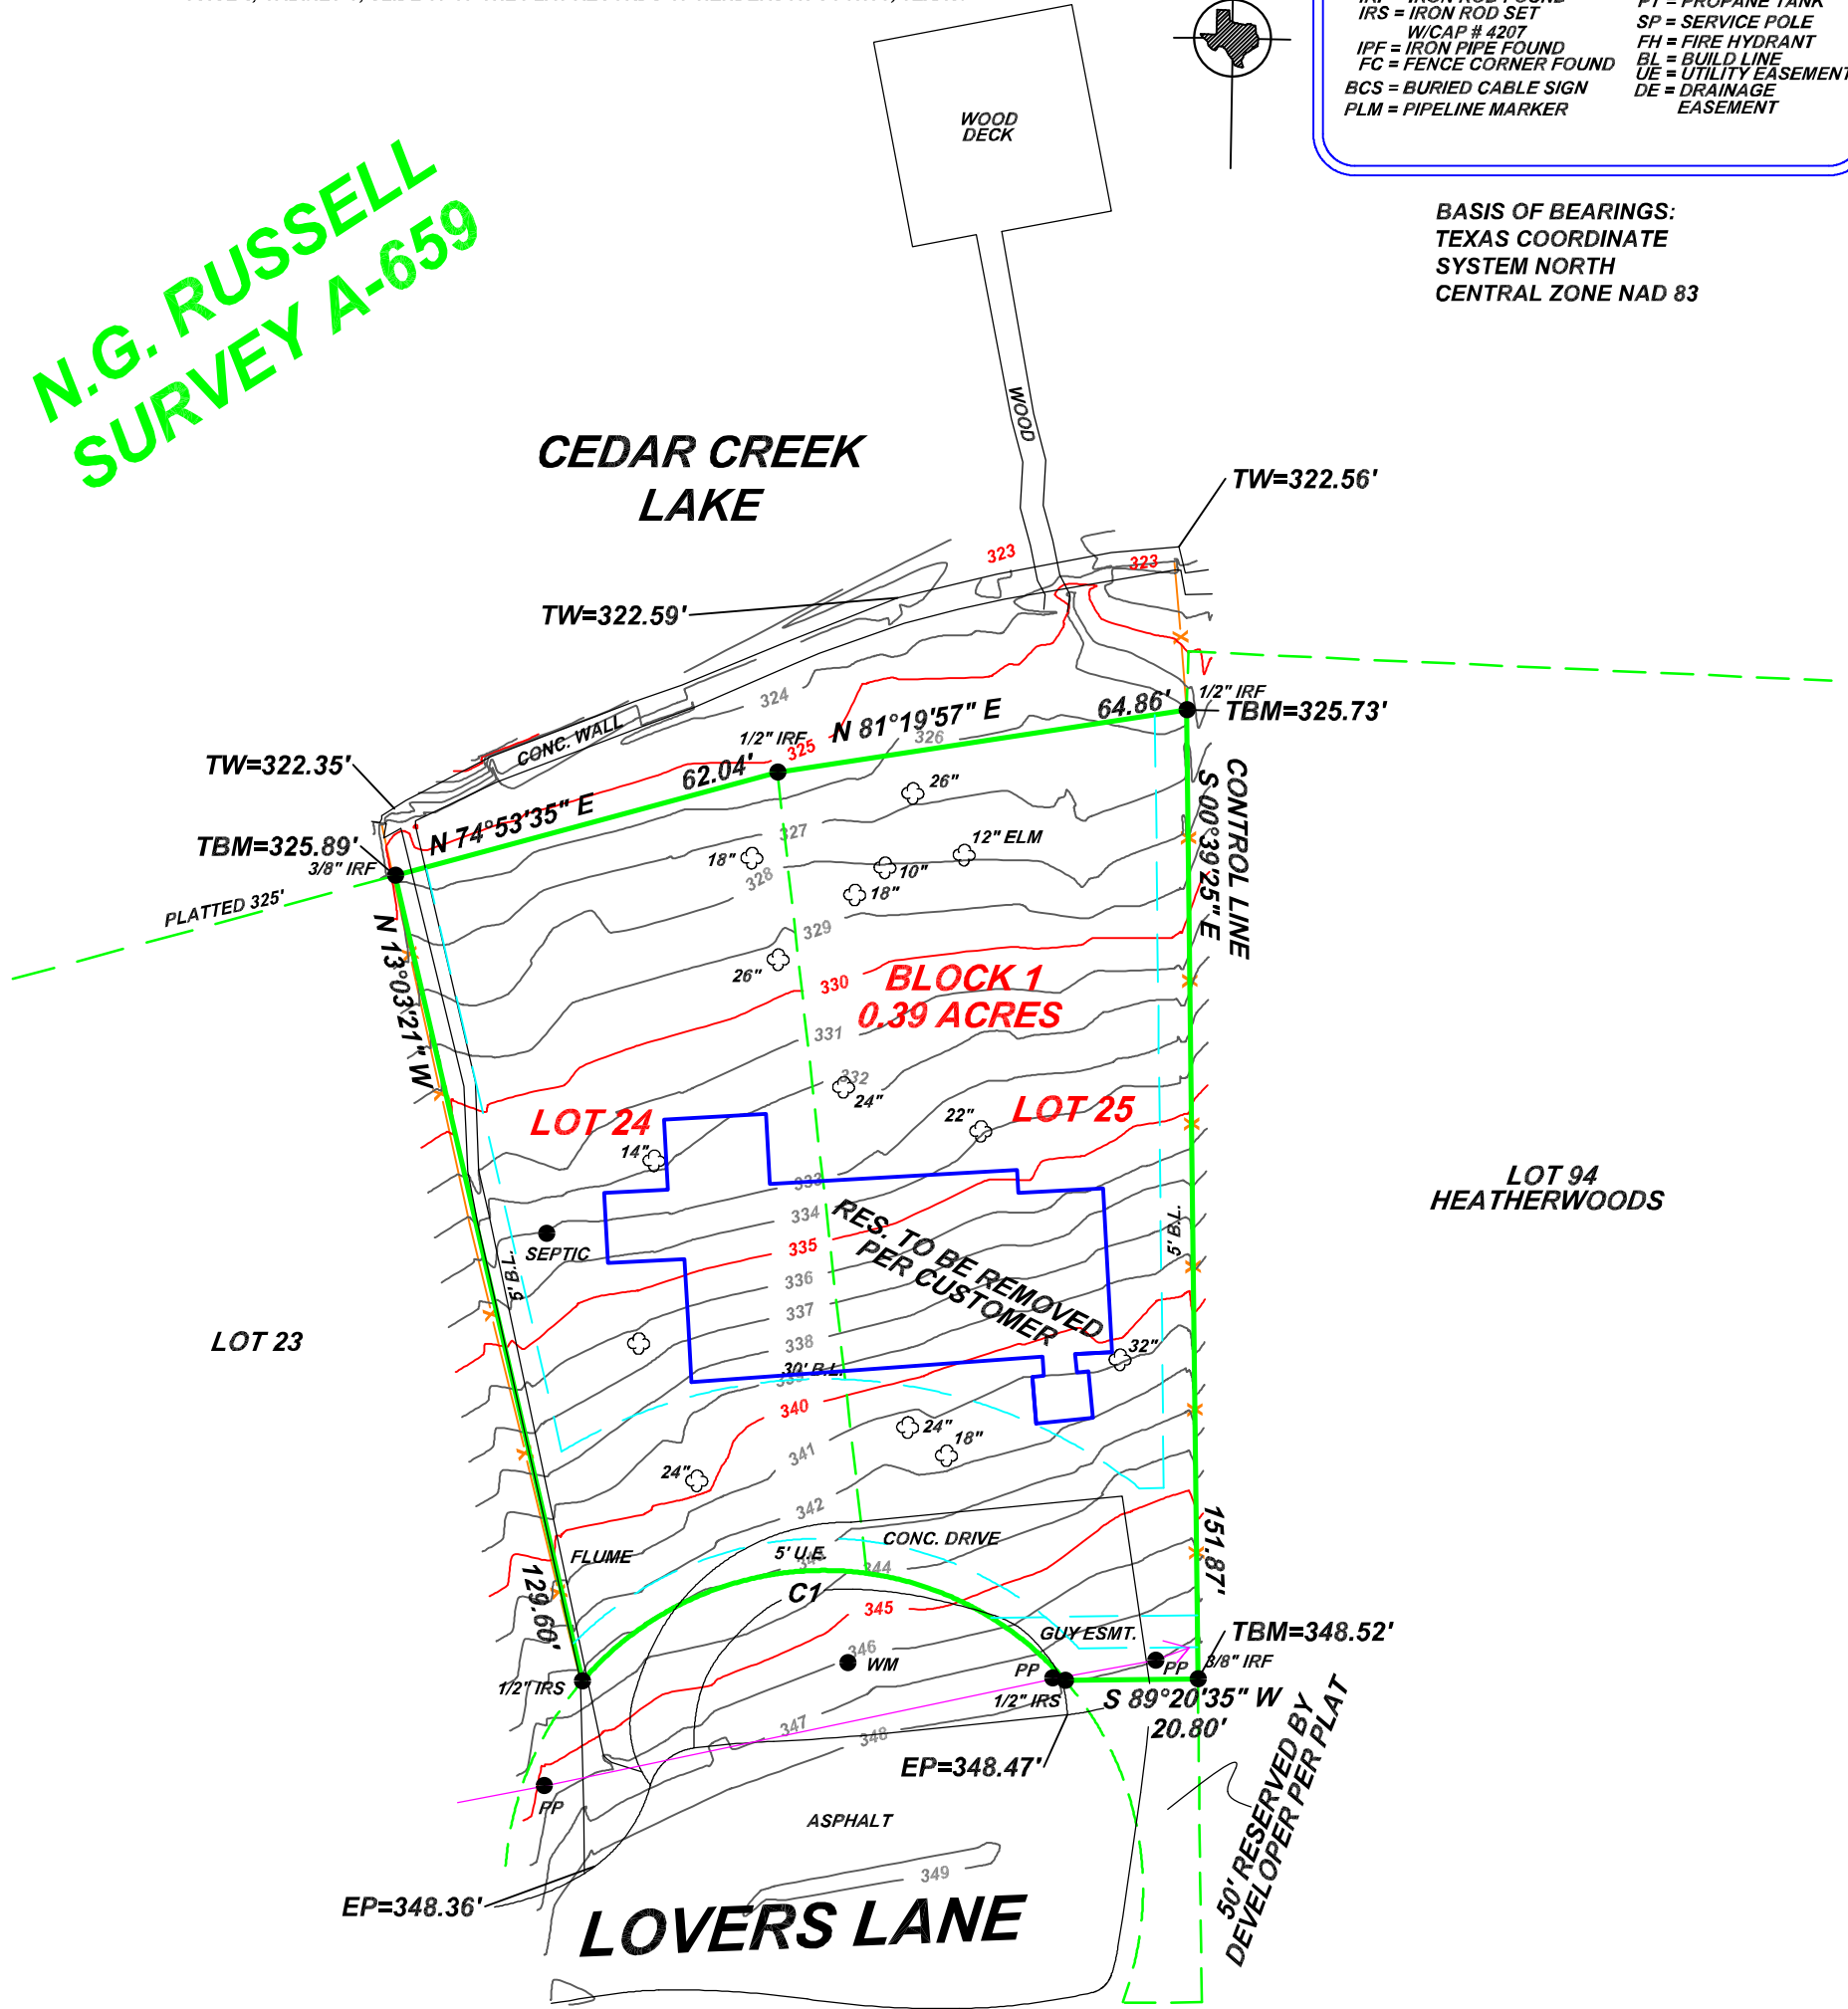 IRS = IRON ROD SET
W/CAP # 4207
IPF = IRON PIPE FOUND
FC = FENCE CORNER FOUND
BCS = BURIED CABLE SIGN
PLM = PIPELINE MARKER
PT = PROPANE TANK
SP = SERVICE POLE
FH = FIRE HYDRANT
BL = BUILD LINE
UE = UTILITY EASEMENT
DE = DRAINAGE
EASEMENT
WOOD
DECK
BASIS OF BEARINGS:
TEXAS COORDINATE
SYSTEM NORTH
CENTRAL ZONE NAD 83
N.G. RUSSELL
SURVEY A-659
WOOD
CEDAR CREEK
LAKE
TW=322.56'
323
323
TW=322.59'
324
1/2" IRF
TBM=325.73'
64.86'
N 81°19'57" E
326
1/2" IRF
325
CONC. WALL
TW=322.35'
62.04'
N 74°53'35" E
TBM=325.89'
3/8" IRF
PLATTED 325'
CONTROL LINE
S 00°39'25" E
26"
327
12" ELM
18"
10"
328
18"
329
26"
330
BLOCK 1
0.39 ACRES
N 13°03'21" W
331
332
24"
LOT 24
22"
LOT 25
14"
333
LOT 94
HEATHERWOODS
334
RES. TO BE REMOVED
PER CUSTOMER
335
SEPTIC
5' B.L.
5' B.L.
336
337
LOT 23
338
32"
30' B.L.
339
340
24"
18"
341
24"
342
151.87'
CONC. DRIVE
FLUME
5' U.E.
343
344
C1
129.60'
345
GUY ESMT.
TBM=348.52'
346
WM
PP
PP
3/8" IRF
1/2" IRS
1/2" IRS
S 89°20'35" W
20.80'
347
348
EP=348.47'
PP
ASPHALT
50' RESERVED BY
DEVELOPER PER PLAT
349
EP=348.36'
LOVERS LANE